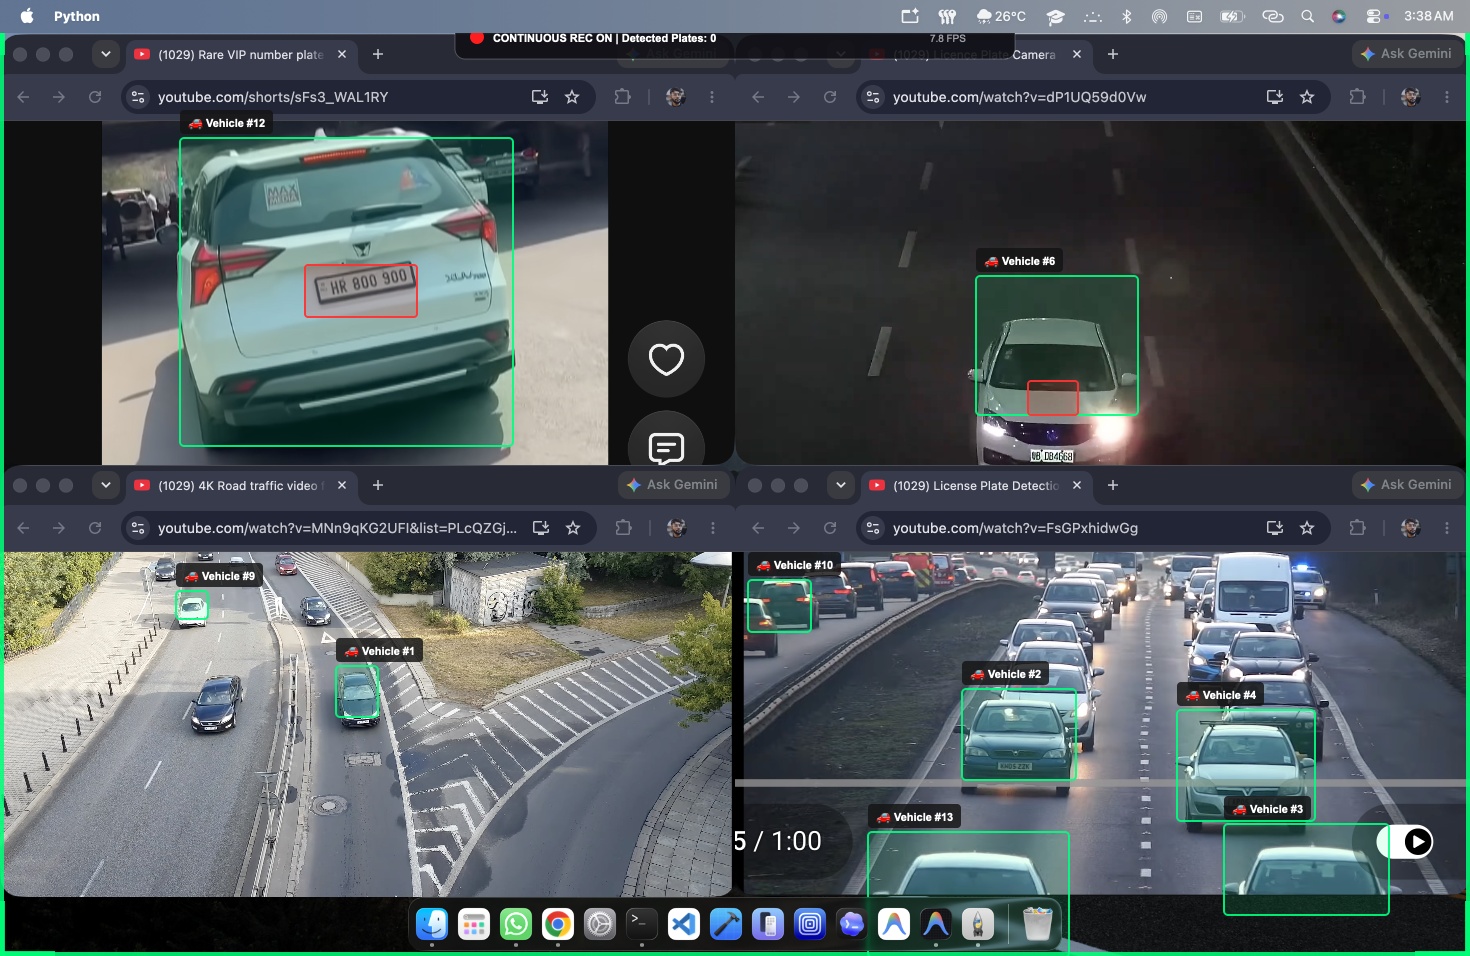 Python
26°C
3:38 AM
CONTINUOUS REC ON | Detected Plates: 0
7.8 FPS
(1029) Rare VIP number plate
Ask Gemini
youtube.com/shorts/sFs3_WAL1RY
Vehicle #12
MAX
HR 800 900
(1029) Licence Plate Camera
Ask Gemini
youtube.com/watch?v=dP1UQ59d0Vw
Vehicle #6
(1029) 4K Road traffic video f
Ask Gemini
youtube.com/watch?v=MNn9qKG2UFI&list=PLcQZGj...
Vehicle #9
Vehicle #1
(1029) License Plate Detectio
Ask Gemini
youtube.com/watch?v=FsGPxhidwGg
Vehicle #10
Vehicle #2
Vehicle #4
Vehicle #3
Vehicle #13
5 / 1:00